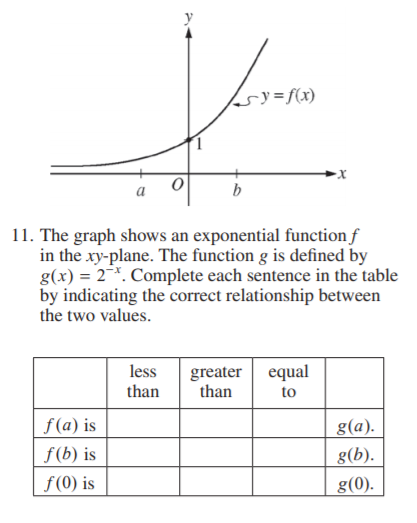 y
y = f(x)
1
x
a
O
b
11. The graph shows an exponential function f
in the xy-plane. The function g is defined by
g(x) = 2⁻ˣ. Complete each sentence in the table
by indicating the correct relationship between
the two values.
less than greater than equal to
f(a) is g(a).
f(b) is g(b).
f(0) is g(0).